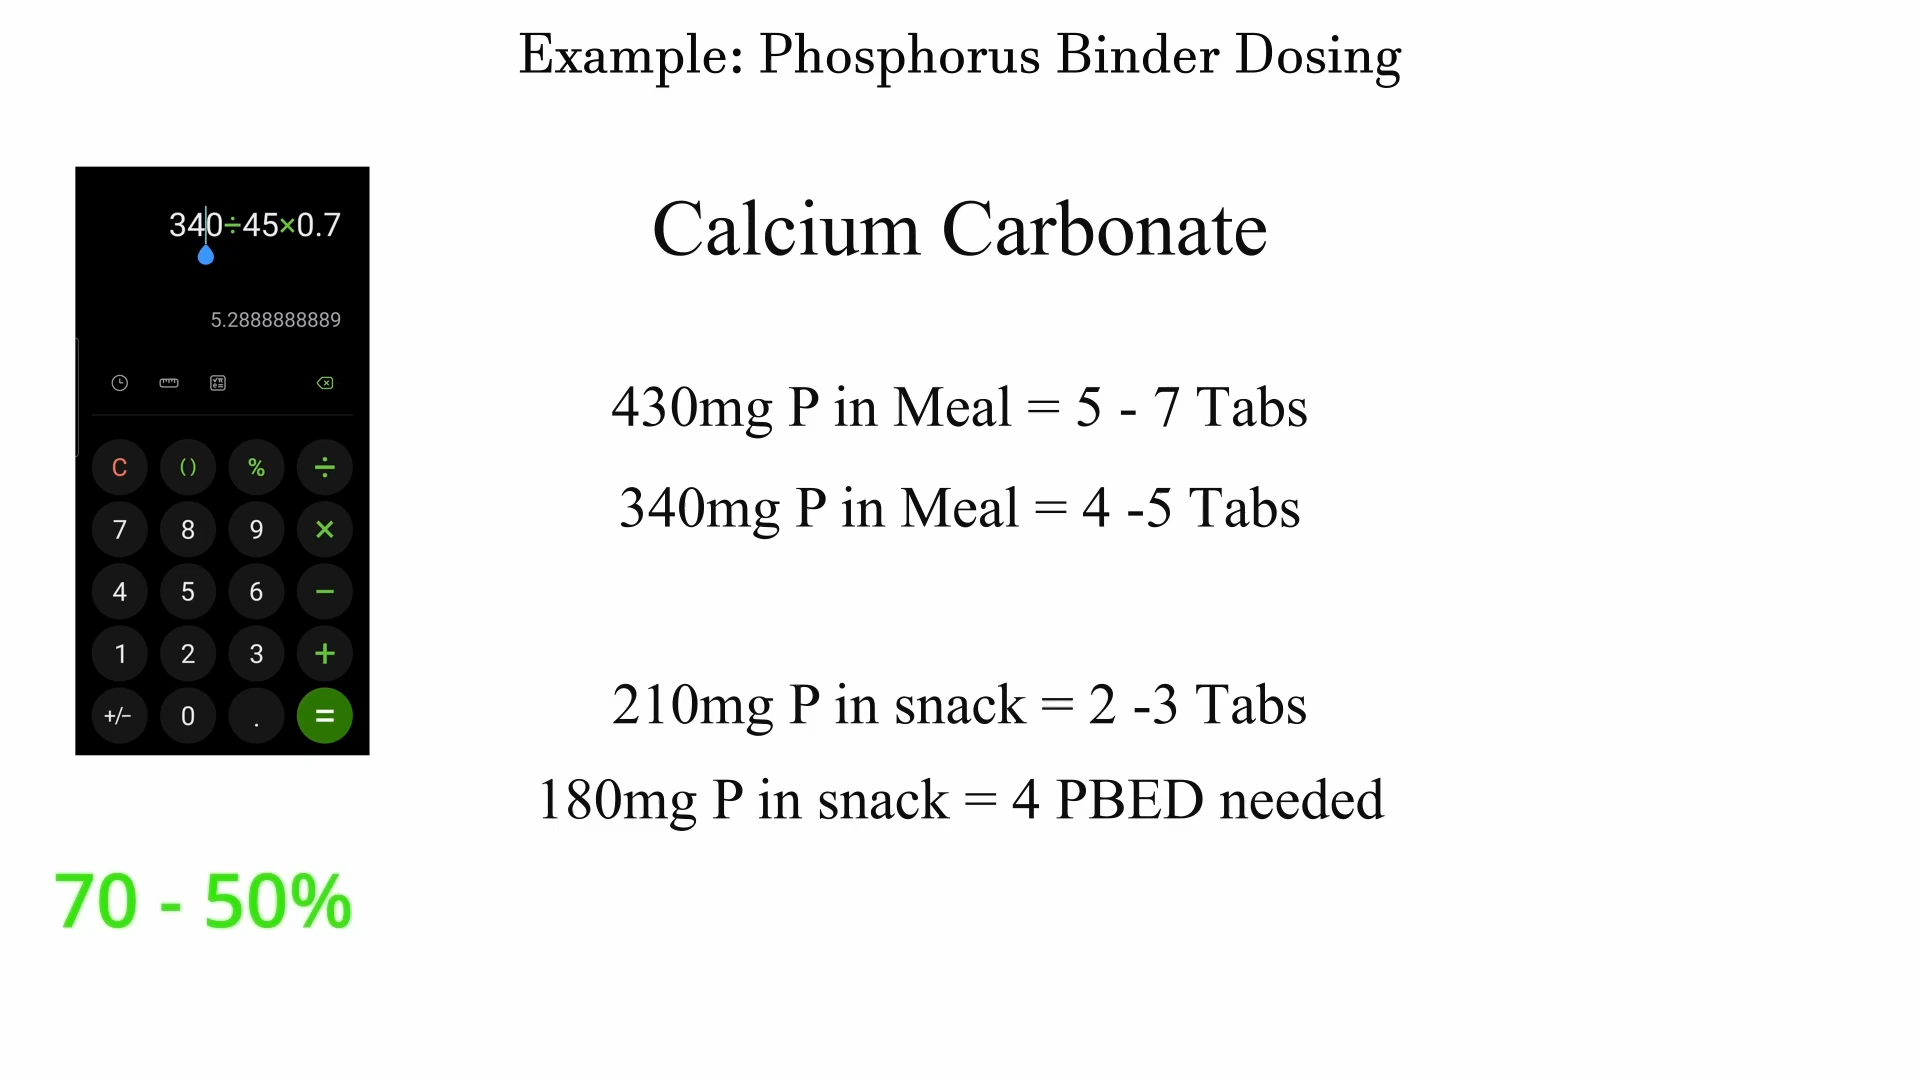 Example: Phosphorus Binder Dosing
340÷45×0.7
5.2888888889
C () % ÷
7 8 9 ×
4 5 6 −
1 2 3 +
+/− 0 . =
70 - 50%
Calcium Carbonate
430mg P in Meal = 5 - 7 Tabs
340mg P in Meal = 4 -5 Tabs
210mg P in snack = 2 -3 Tabs
180mg P in snack = 4 PBED needed